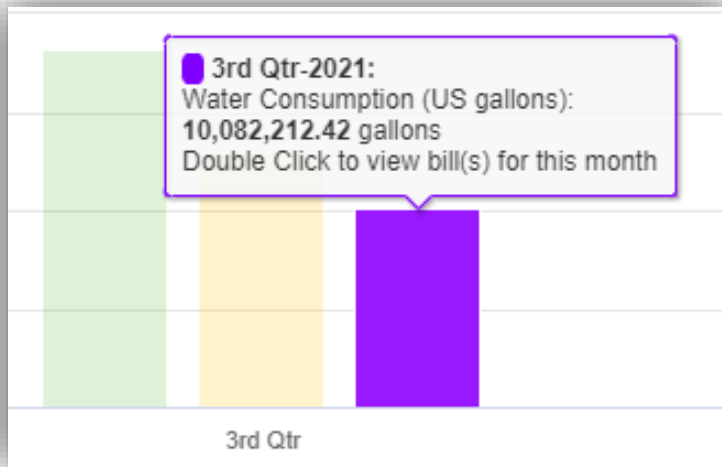 3rd Qtr-2021:
Water Consumption (US gallons):
10,082,212.42 gallons
Double Click to view bill(s) for this month
3rd Qtr